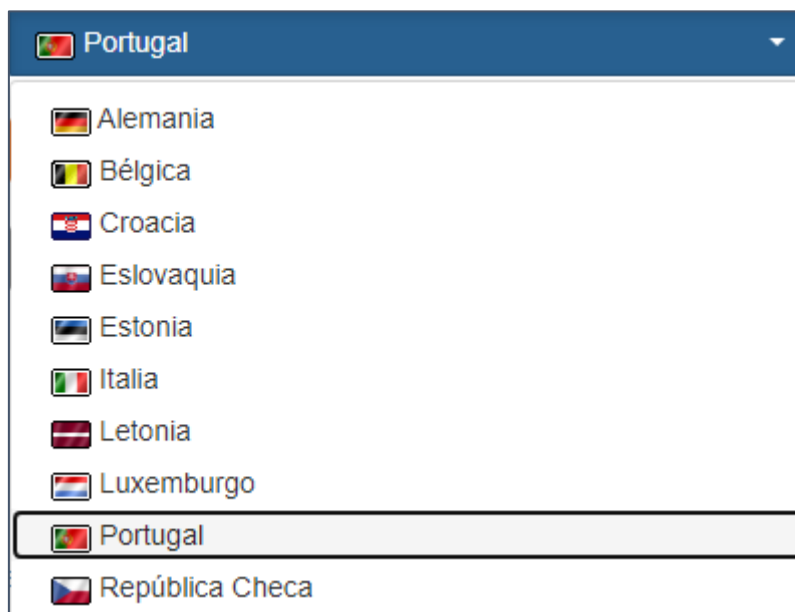 Portugal
Alemania
Bélgica
Croacia
Eslovaquia
Estonia
Italia
Letonia
Luxemburgo
Portugal
República Checa